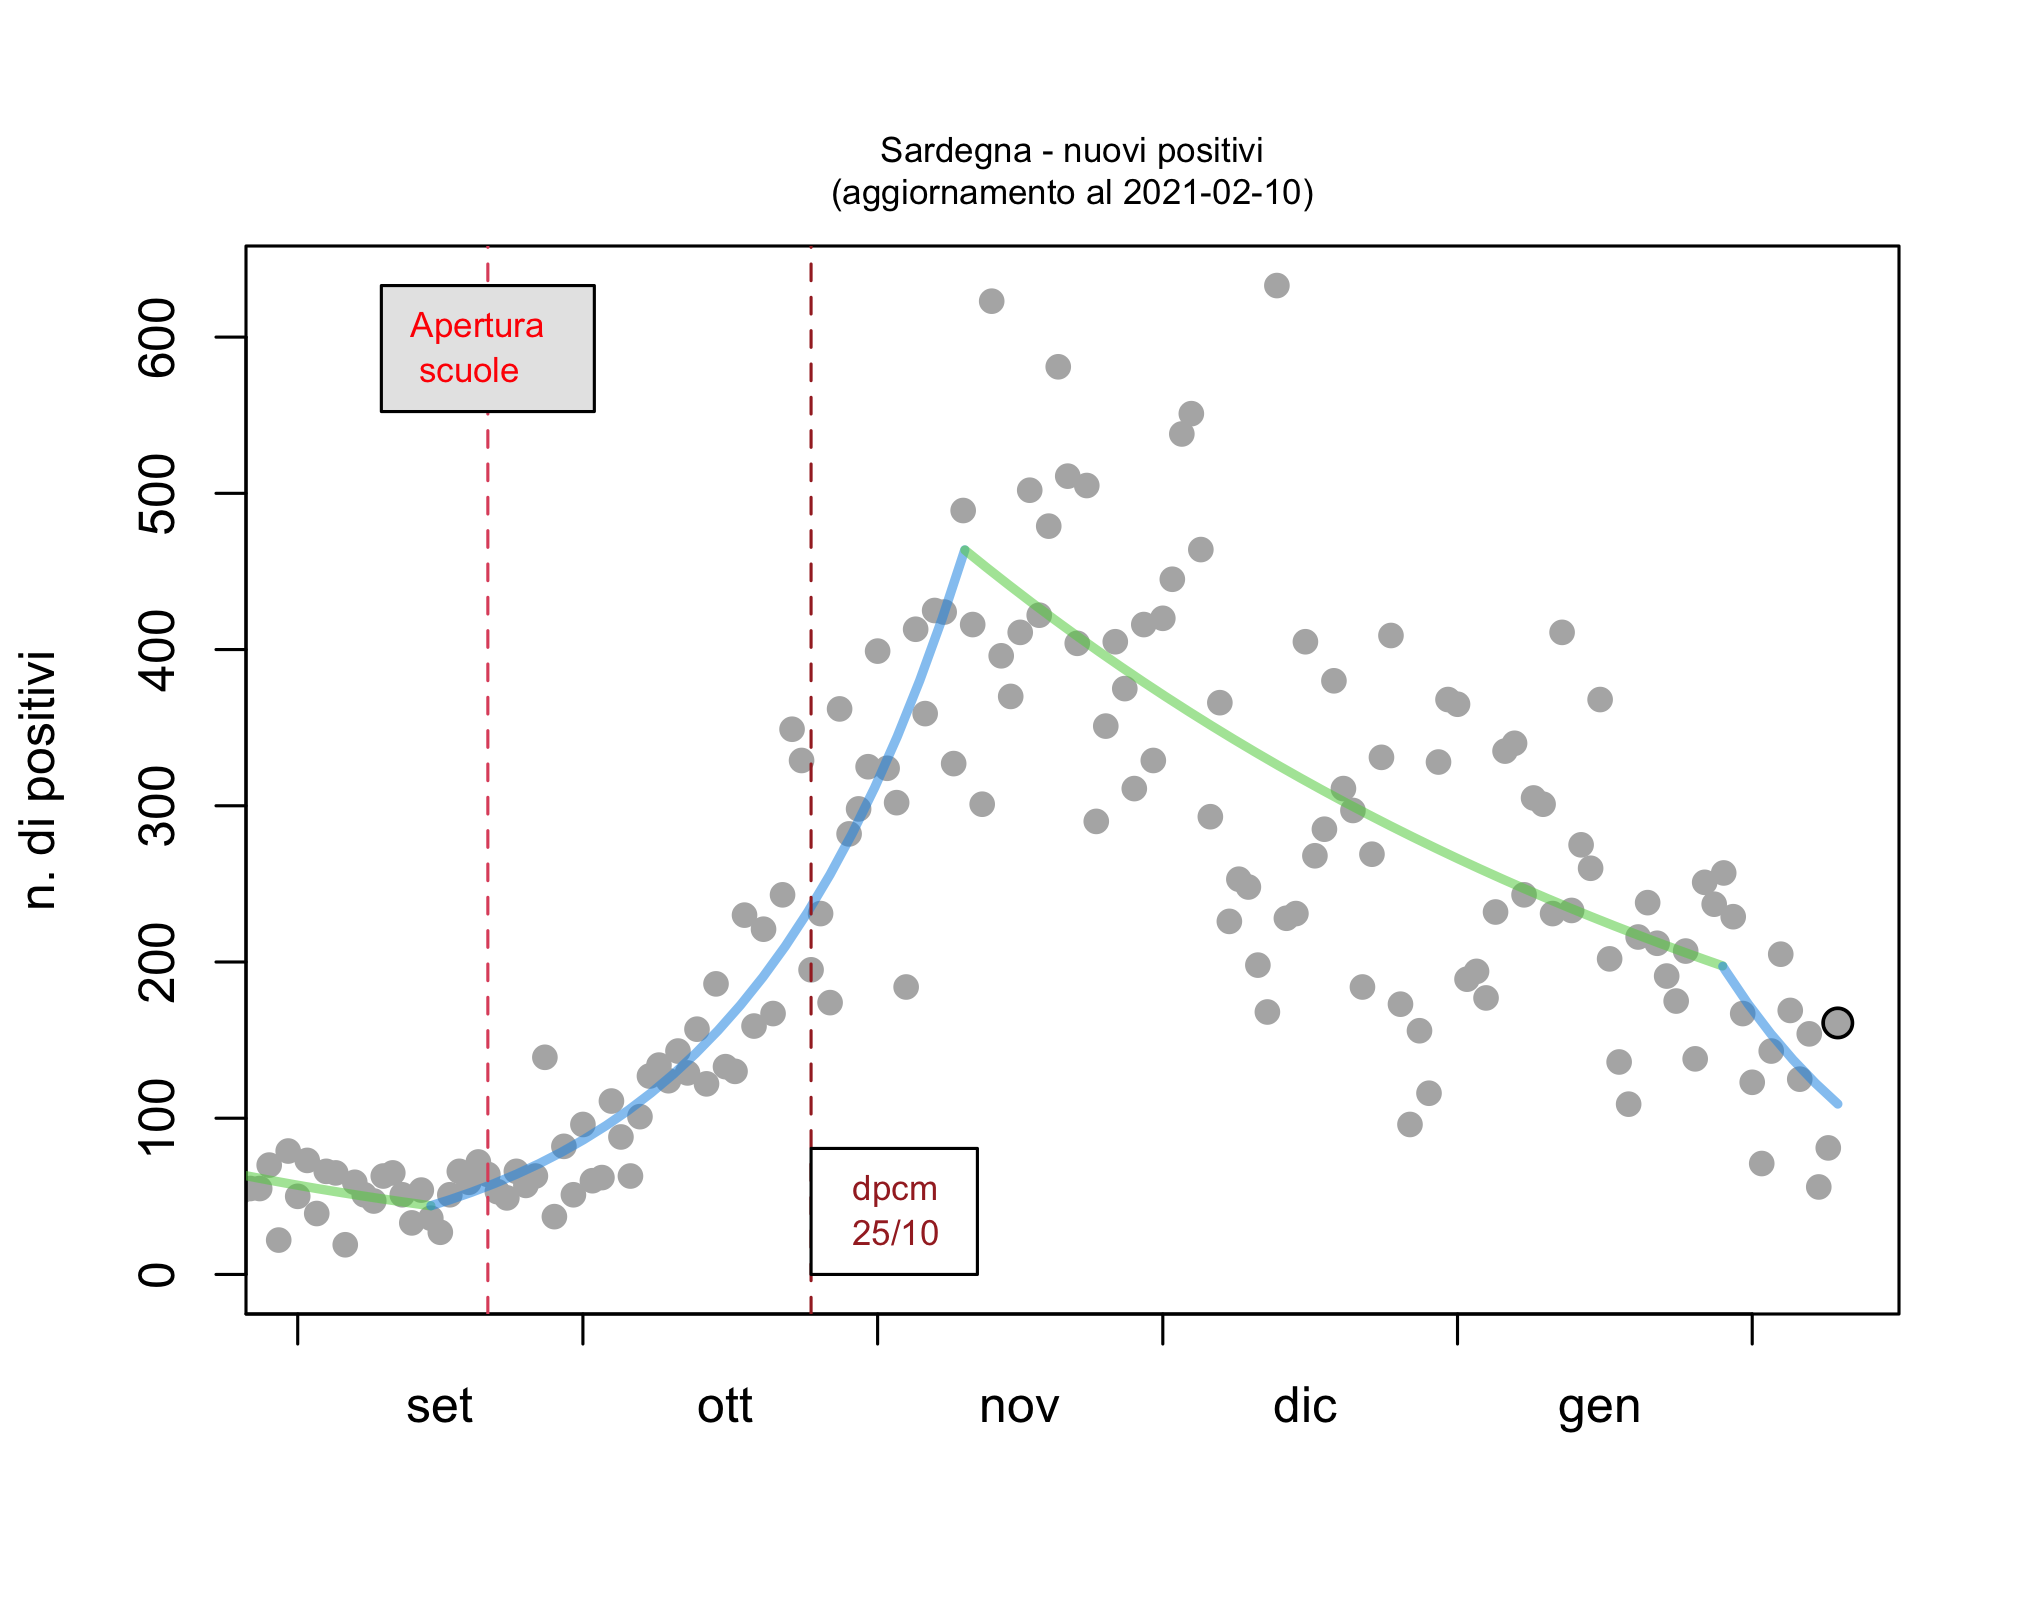 Sardegna - nuovi positivi
(aggiornamento al 2021-02-10)
Apertura
scuole
dpcm
25/10
n. di positivi
600
500
400
300
200
100
0
set
ott
nov
dic
gen